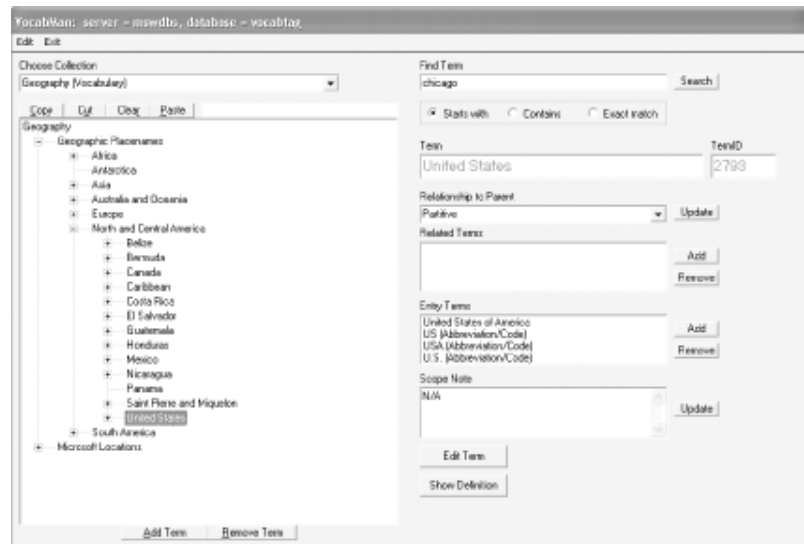 VocabMan: server = mswdbs, database = vocabtag
Edit Exit
Choose Collection
Geography (Vocabulary)
Copy Cut Clear Paste
Geography
Geographic Placenames
Africa
Antarctica
Asia
Australia and Oceania
Europe
North and Central America
Belize
Bermuda
Canada
Caribbean
Costa Rica
El Salvador
Guatemala
Honduras
Mexico
Nicaragua
Panama
Saint Pierre and Miquelon
United States
South America
Microsoft Locations
Add Term Remove Term
Find Term
chicago Search
Starts with Contains Exact match
Term TermID
United States 2793
Relationship to Parent
Partitive Update
Related Terms:
Add
Remove
Entry Terms
United States of America
US (Abbreviation/Code)
USA (Abbreviation/Code)
U.S. (Abbreviation/Code)
Add
Remove
Scope Note
N/A
Update
Edit Term
Show Definition